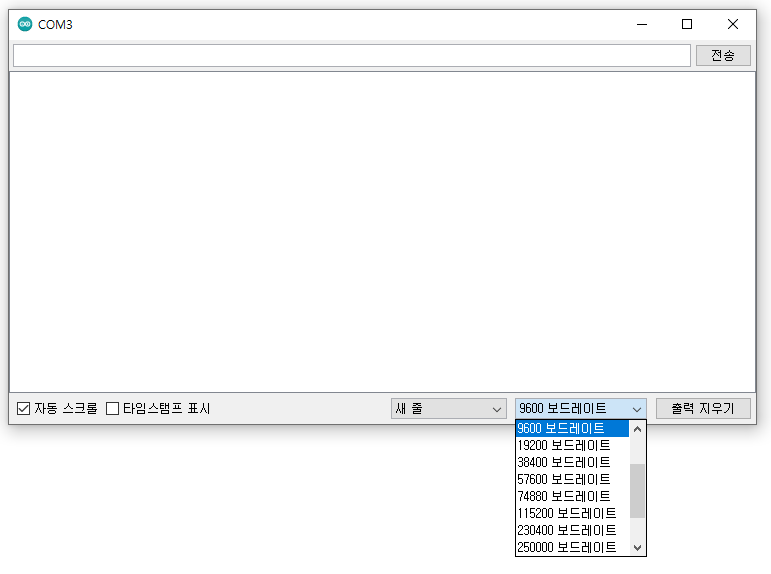 COM3
전송
자동 스크롤 타임스탬프 표시 새 줄 9600 보드레이트 출력 지우기
9600 보드레이트
19200 보드레이트
38400 보드레이트
57600 보드레이트
74880 보드레이트
115200 보드레이트
230400 보드레이트
250000 보드레이트